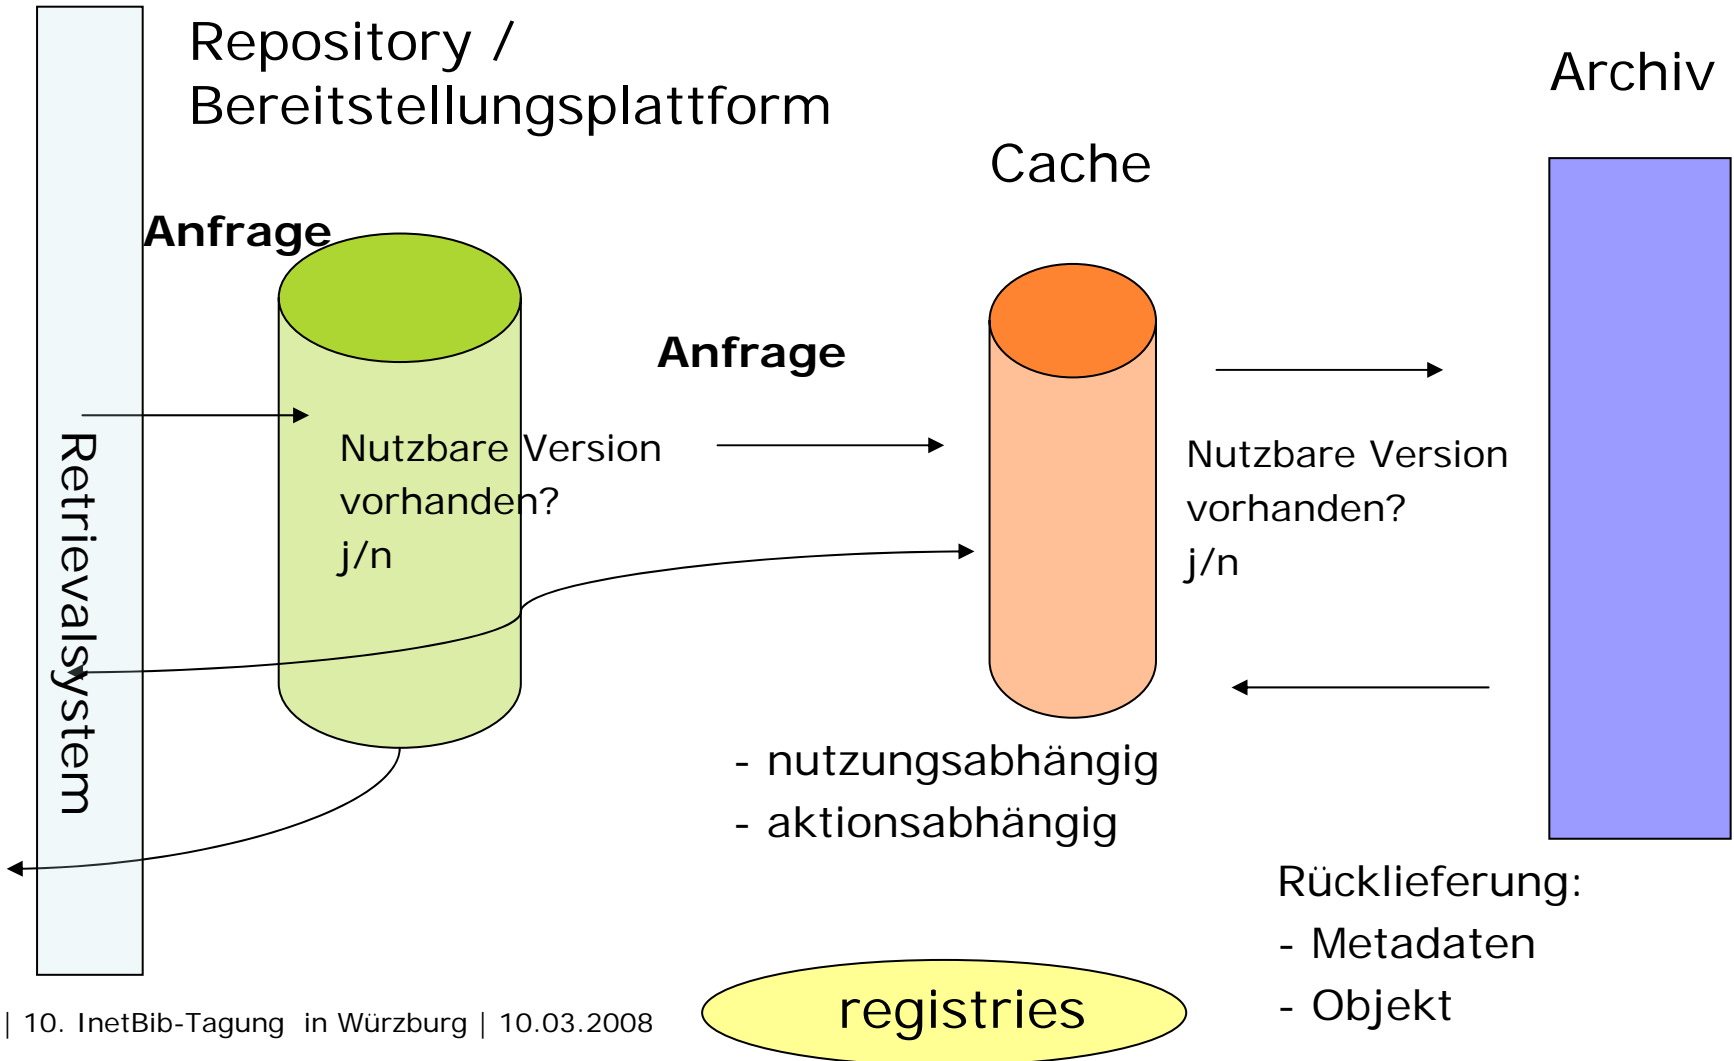 Repository /
Bereitstellungsplattform
Archiv
Cache
Anfrage
Anfrage
Retrievalsystem
Nutzbare Version
vorhanden?
j/n
Nutzbare Version
vorhanden?
j/n
- nutzungsabhängig
- aktionsabhängig
Rücklieferung:
- Metadaten
- Objekt
registries
| 10. InetBib-Tagung in Würzburg | 10.03.2008